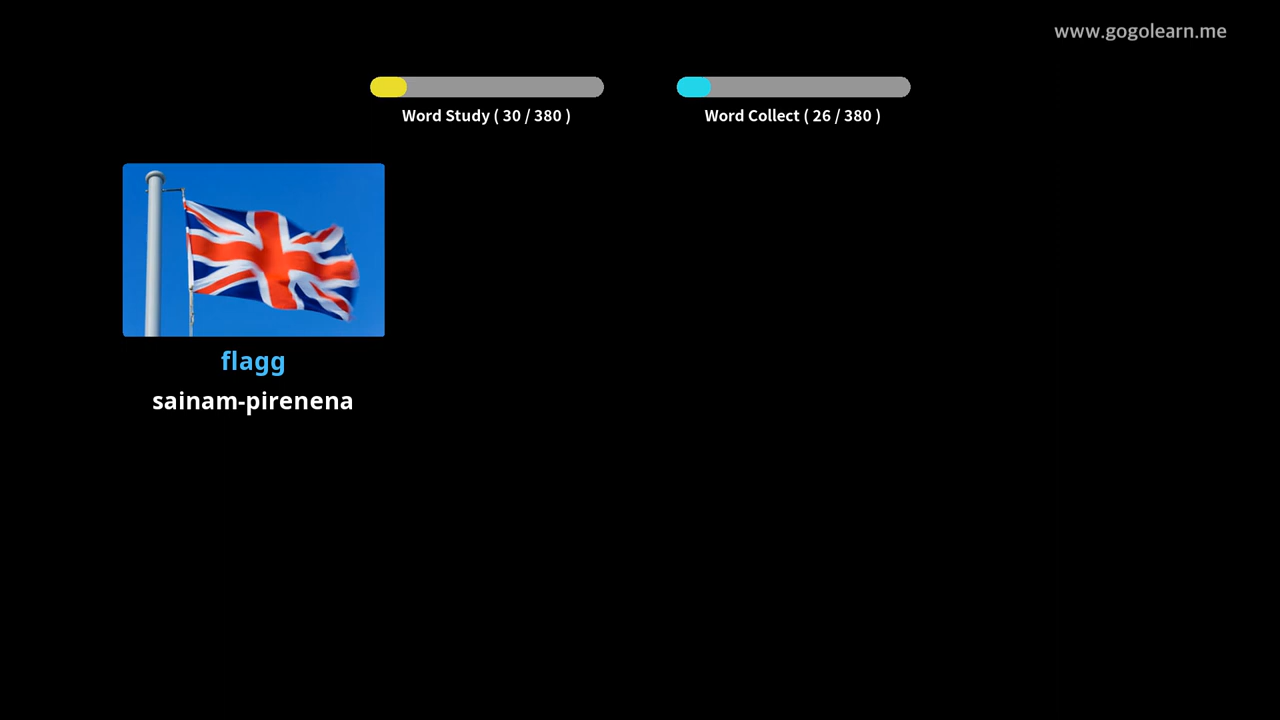 www.gogolearn.me
Word Study ( 30 / 380 )
Word Collect ( 26 / 380 )
flagg
sainam-pirenena